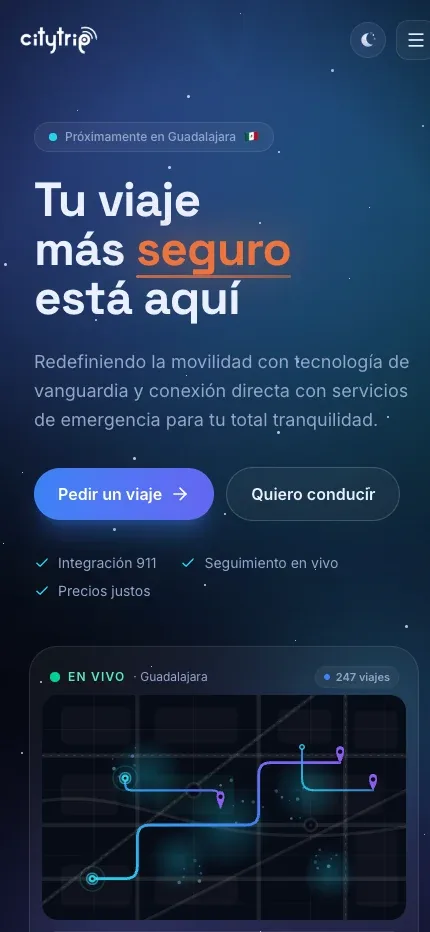 citytrip
Próximamente en Guadalajara 🇲🇽
Tu viaje
más seguro
está aquí
Redefiniendo la movilidad con tecnología de
vanguardia y conexión directa con servicios
de emergencia para tu total tranquilidad.
Pedir un viaje →
Quiero conducir
✓ Integración 911
✓ Seguimiento en vivo
✓ Precios justos
EN VIVO · Guadalajara
247 viajes